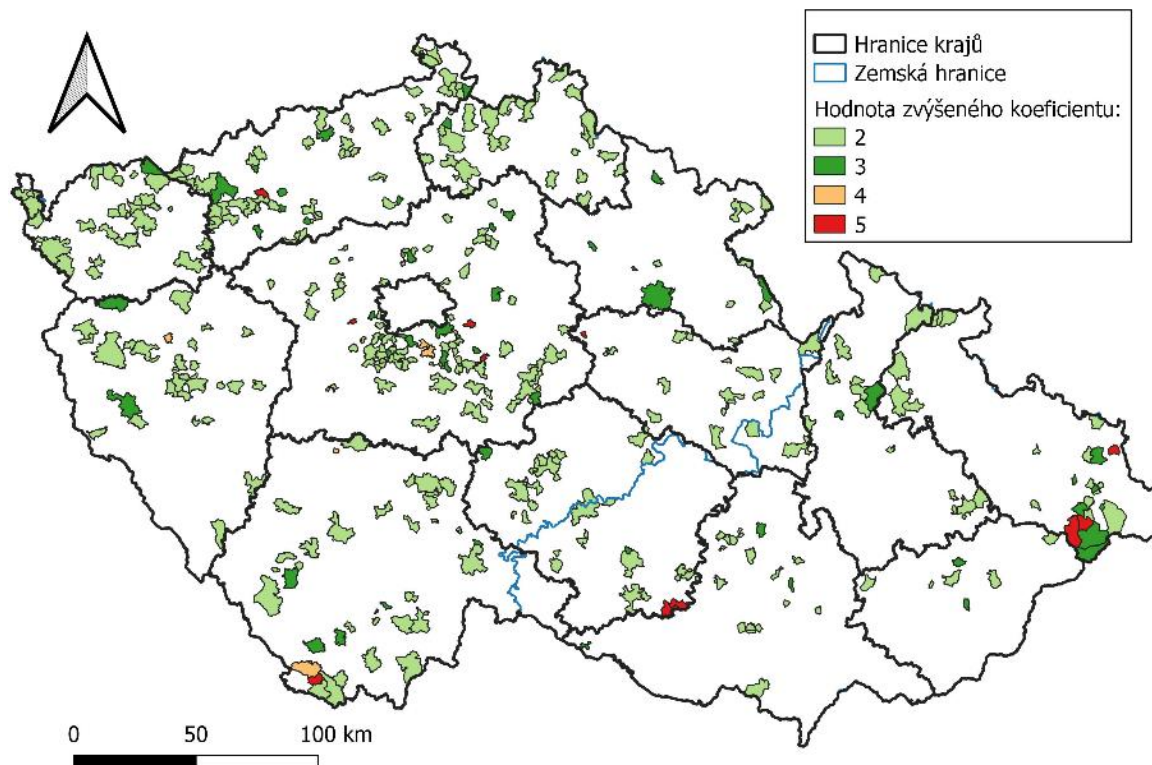 Hranice krajů
Zemská hranice
Hodnota zvýšeného koeficientu:
2
3
4
5
0 50 100 km